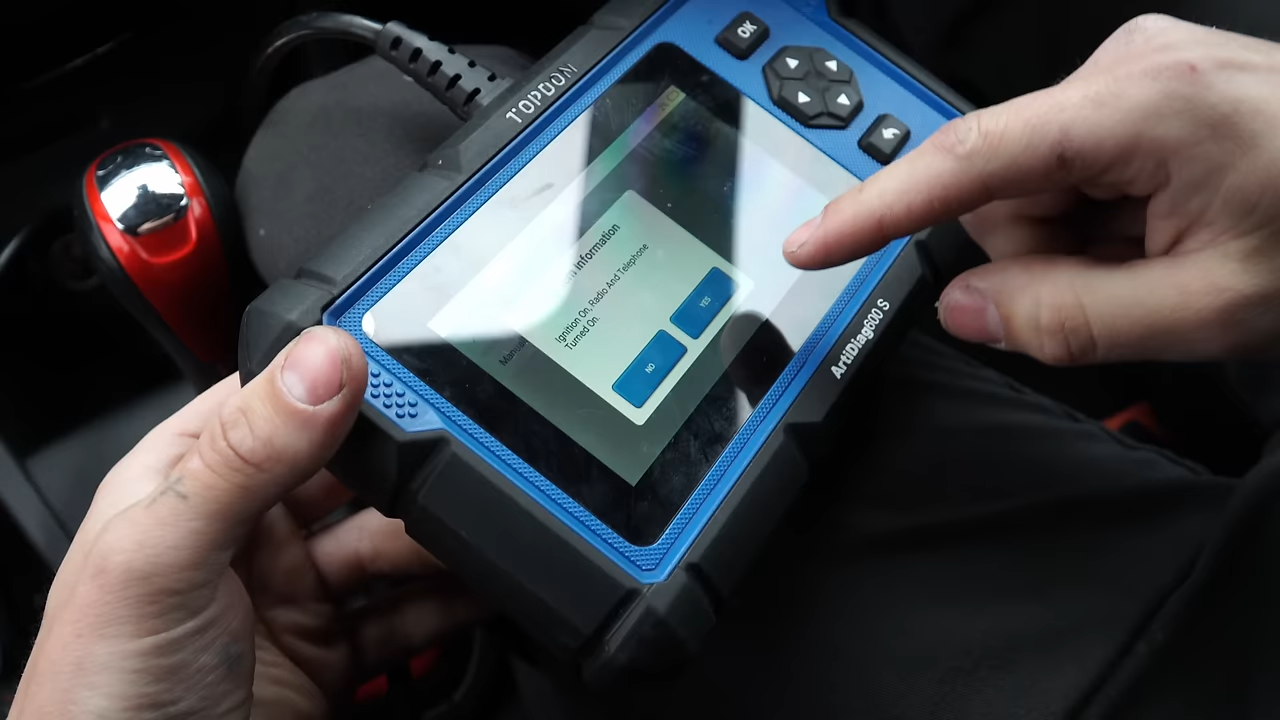 TOPDON
OK
Information
Ignition On, Radio And Telephone
Turned On.
NO
YES
ArtiDiag600 S